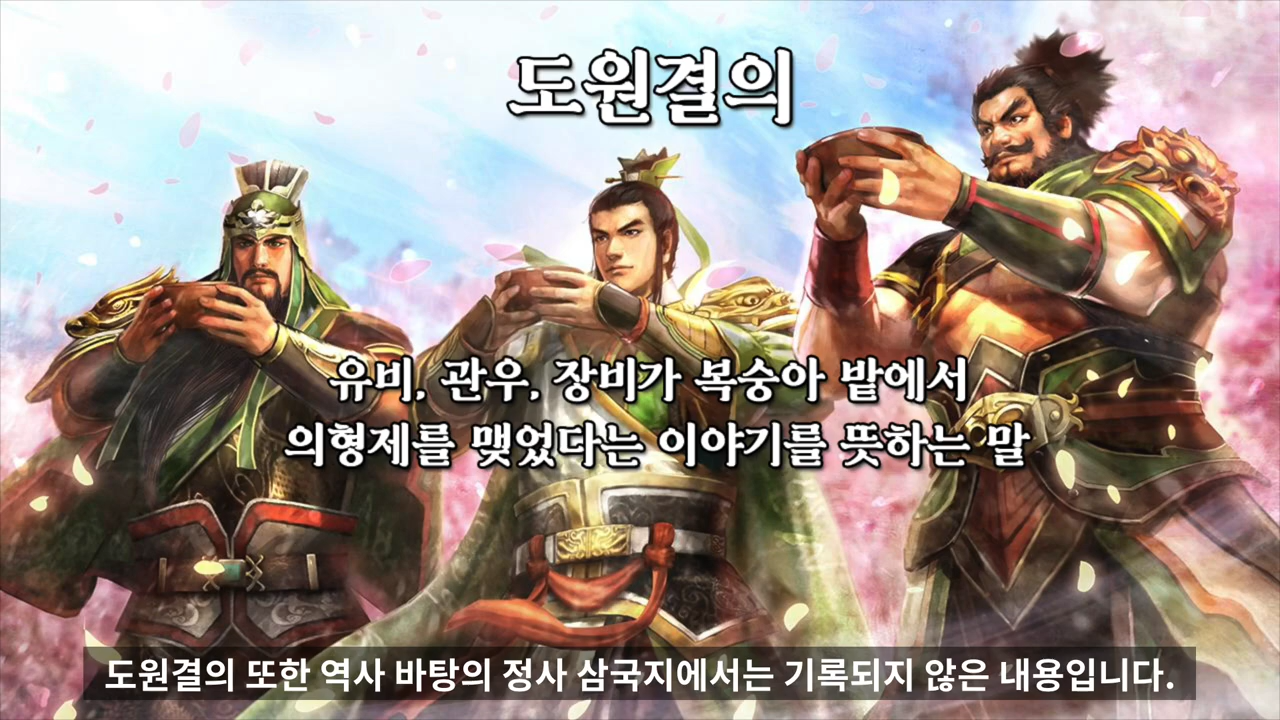 도원결의
유비, 관우, 장비가 복숭아 밭에서
의형제를 맺었다는 이야기를 뜻하는 말
도원결의 또한 역사 바탕의 정사 삼국지에서는 기록되지 않은 내용입니다.